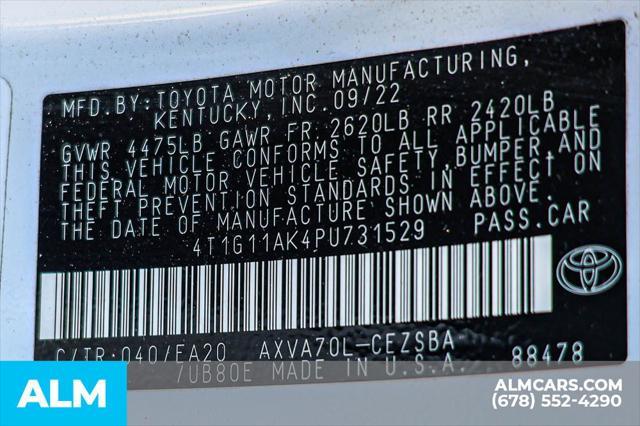 MFD.BY:TOYOTA MOTOR MANUFACTURING,
KENTUCKY, INC.09/22
GVWR 4475LB GAWR FR 2620LB RR 2420LB
THIS VEHICLE CONFORMS TO ALL APPLICABLE
FEDERAL MOTOR VEHICLE SAFETY,BUMPER AND
THEFT PREVENTION STANDARDS IN EFFECT ON
THE DATE OF MANUFACTURE SHOWN ABOVE.
4T1G11AK4PU731529 PASS.CAR
C/TR:040/EA20 AXVA70L-CEZSBA
7UB80E MADE IN U.S.A. 88478
ALM
ALMCARS.COM
(678) 552-4290